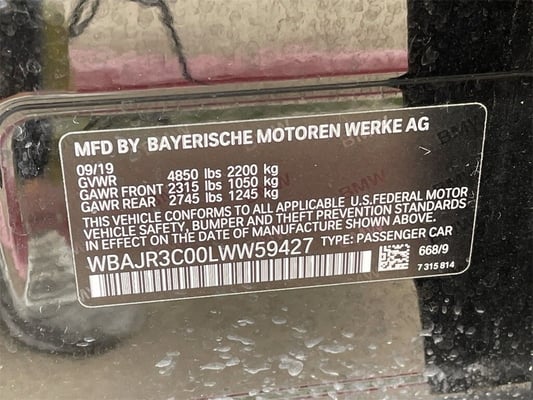 MFD BY BAYERISCHE MOTOREN WERKE AG
09/19
GVWR 4850 lbs 2200 kg
GAWR FRONT 2315 lbs 1050 kg
GAWR REAR 2745 lbs 1245 kg
THIS VEHICLE CONFORMS TO ALL APPLICABLE U.S.FEDERAL MOTOR
VEHICLE SAFETY, BUMPER, AND THEFT PREVENTION STANDARDS
IN EFFECT ON THE DATE OF MANUFACTURE SHOWN ABOVE.
WBAJR3C00LWW59427 TYPE: PASSENGER CAR
668/9
7 315 814